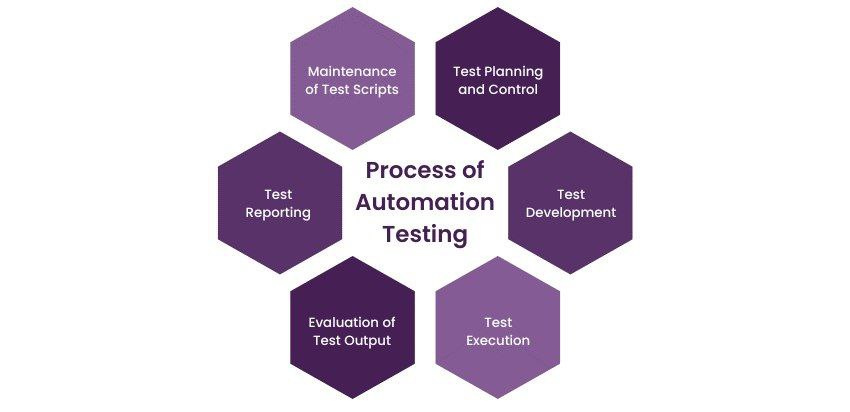 Maintenance
of Test Scripts
Test Planning
and Control
Test
Reporting
Process of
Automation
Testing
Test
Development
Evaluation of
Test Output
Test
Execution